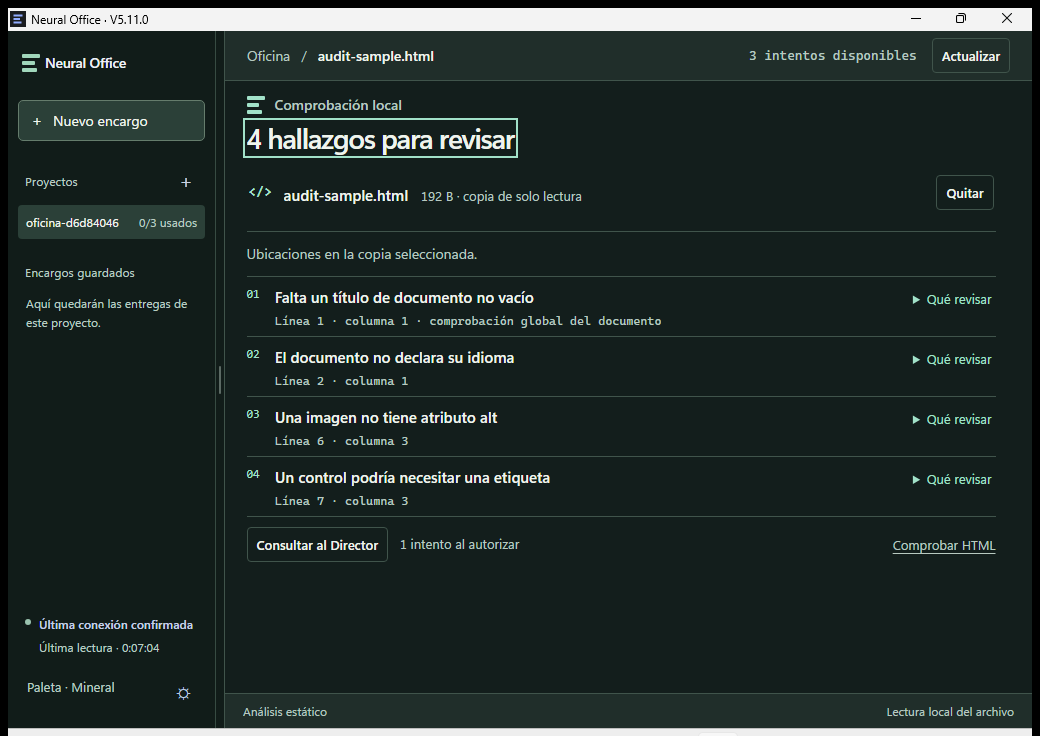 Neural Office · V5.11.0
Neural Office
+ Nuevo encargo
Proyectos +
oficina-d6d84046 0/3 usados
Encargos guardados
Aquí quedarán las entregas de
este proyecto.
Última conexión confirmada
Última lectura · 0:07:04
Paleta · Mineral
Oficina / audit-sample.html
3 intentos disponibles
Actualizar
Comprobación local
4 hallazgos para revisar
</> audit-sample.html 192 B · copia de solo lectura
Quitar
Ubicaciones en la copia seleccionada.
01 Falta un título de documento no vacío
Línea 1 · columna 1 · comprobación global del documento
Qué revisar
02 El documento no declara su idioma
Línea 2 · columna 1
Qué revisar
03 Una imagen no tiene atributo alt
Línea 6 · columna 3
Qué revisar
04 Un control podría necesitar una etiqueta
Línea 7 · columna 3
Qué revisar
Consultar al Director 1 intento al autorizar
Comprobar HTML
Análisis estático
Lectura local del archivo